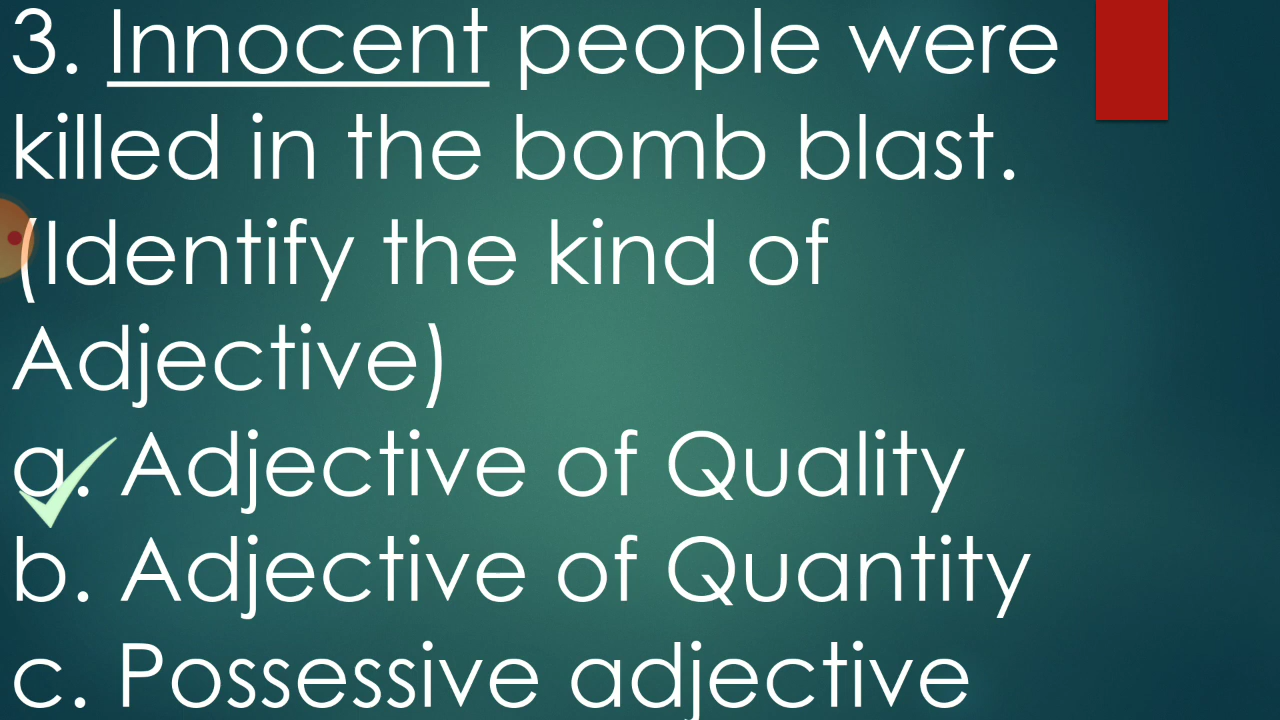 3. Innocent people were
killed in the bomb blast.
(Identify the kind of
Adjective)
a. Adjective of Quality
b. Adjective of Quantity
c. Possessive adjective